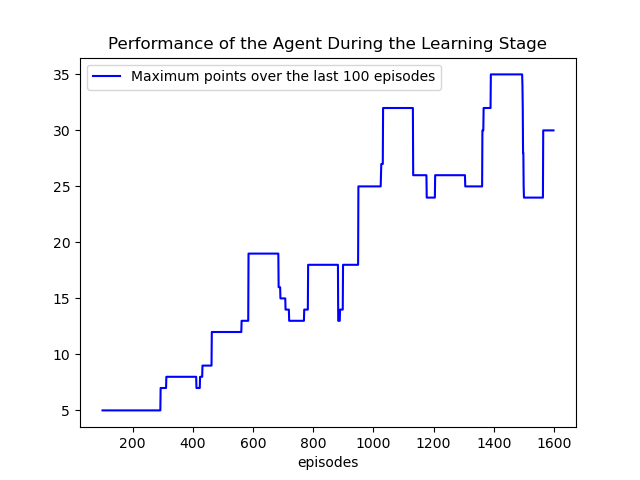 Performance of the Agent During the Learning Stage
Maximum points over the last 100 episodes
35
30
25
20
15
10
5
200 400 600 800 1000 1200 1400 1600
episodes